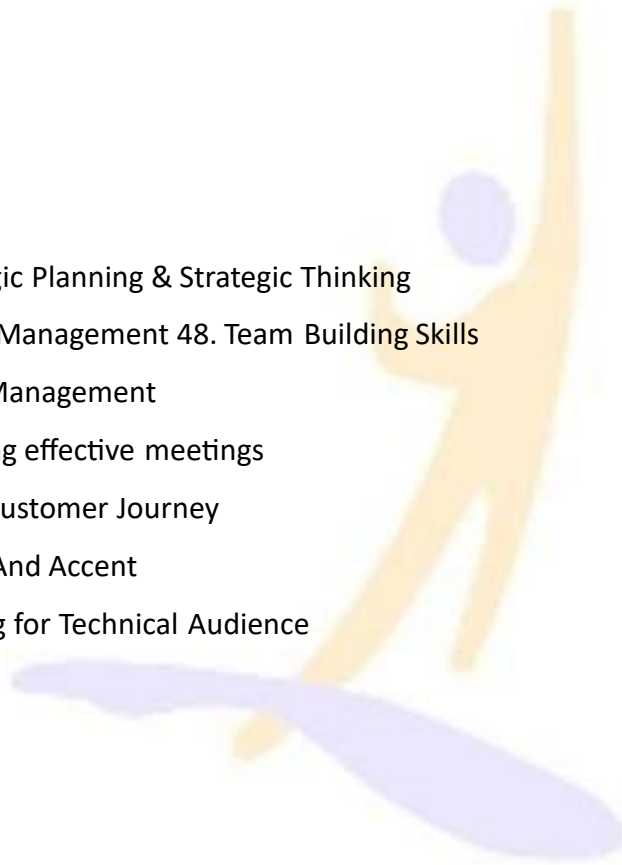 gic Planning & Strategic Thinking
Management 48. Team Building Skills
Management
g effective meetings
ustomer Journey
And Accent
g for Technical Audience